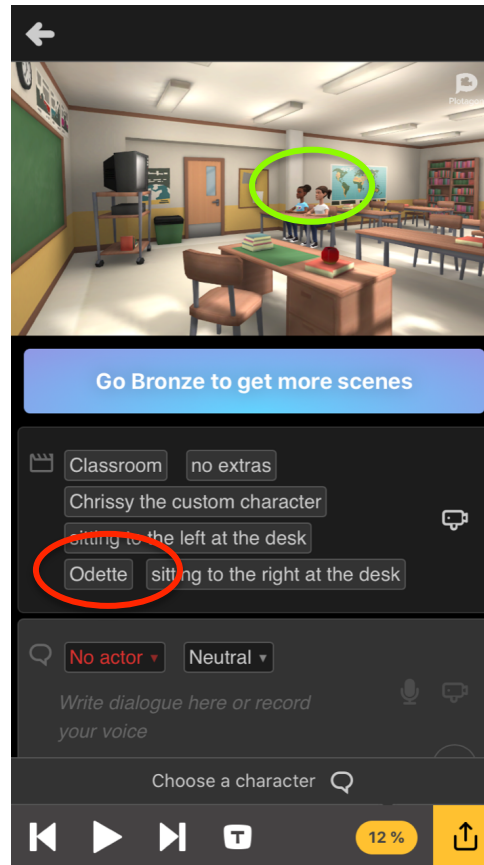 Plotagon
Go Bronze to get more scenes
Classroom no extras
Chrissy the custom character
sitting to the left at the desk
Odette sitting to the right at the desk
No actor Neutral
Write dialogue here or record
your voice
Choose a character
T
12 %